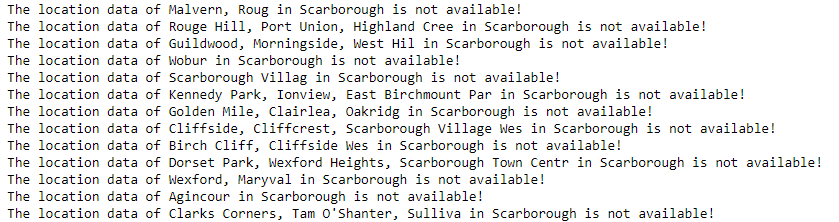 The location data of Malvern, Roug in Scarborough is not available!
The location data of Rouge Hill, Port Union, Highland Cree in Scarborough is not available!
The location data of Guildwood, Morningside, West Hil in Scarborough is not available!
The location data of Wobur in Scarborough is not available!
The location data of Scarborough Villag in Scarborough is not available!
The location data of Kennedy Park, Ionview, East Birchmount Par in Scarborough is not available!
The location data of Golden Mile, Clairlea, Oakridg in Scarborough is not available!
The location data of Cliffside, Cliffcrest, Scarborough Village Wes in Scarborough is not available!
The location data of Birch Cliff, Cliffside Wes in Scarborough is not available!
The location data of Dorset Park, Wexford Heights, Scarborough Town Centr in Scarborough is not available!
The location data of Wexford, Maryval in Scarborough is not available!
The location data of Agincour in Scarborough is not available!
The location data of Clarks Corners, Tam O'Shanter, Sulliva in Scarborough is not available!